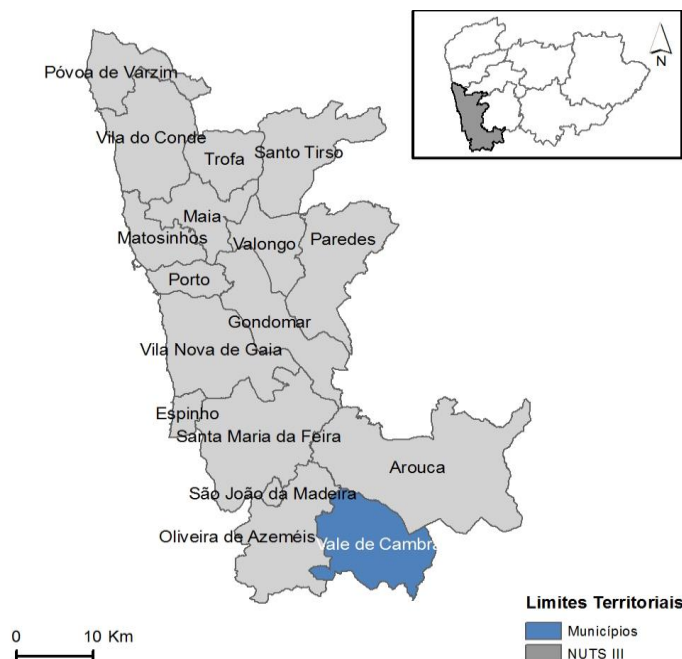 N
Póvoa de Varzim
Vila do Conde
Trofa
Santo Tirso
Maia
Matosinhos
Valongo
Paredes
Porto
Gondomar
Vila Nova de Gaia
Espinho
Santa Maria da Feira
Arouca
São João da Madeira
Oliveira de Azeméis
Vale de Cambra
Limites Territoriais
Municípios
NUTS III
0 10 Km